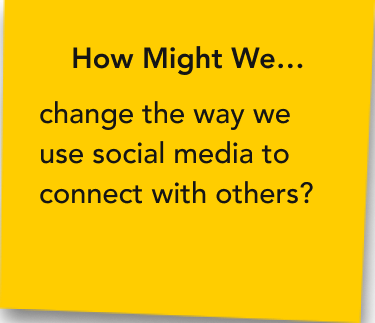 How Might We...
change the way we
use social media to
connect with others?